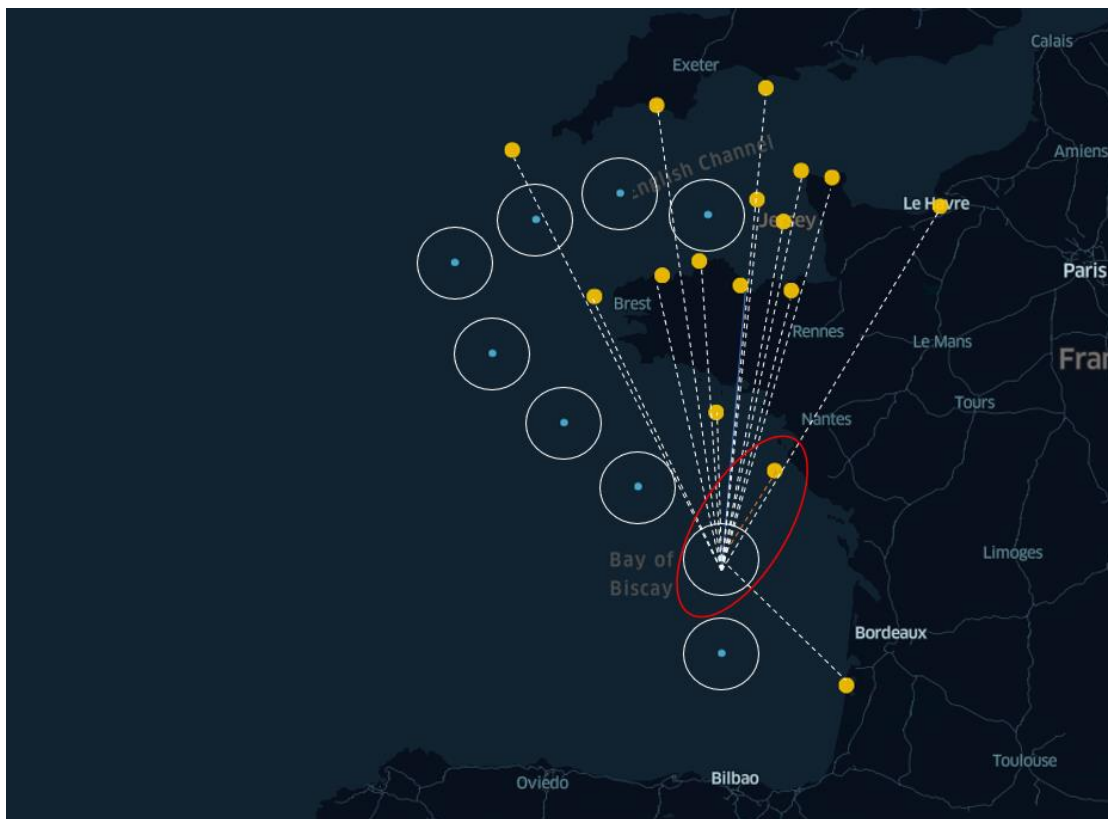 Calais
Exeter
English Channel
Amiens
Le Havre
Jersey
Paris
Brest
Rennes
Le Mans
Fran
Tours
Nantes
Bay of
Biscay
Limoges
Bordeaux
Toulouse
Oviedo
Bilbao